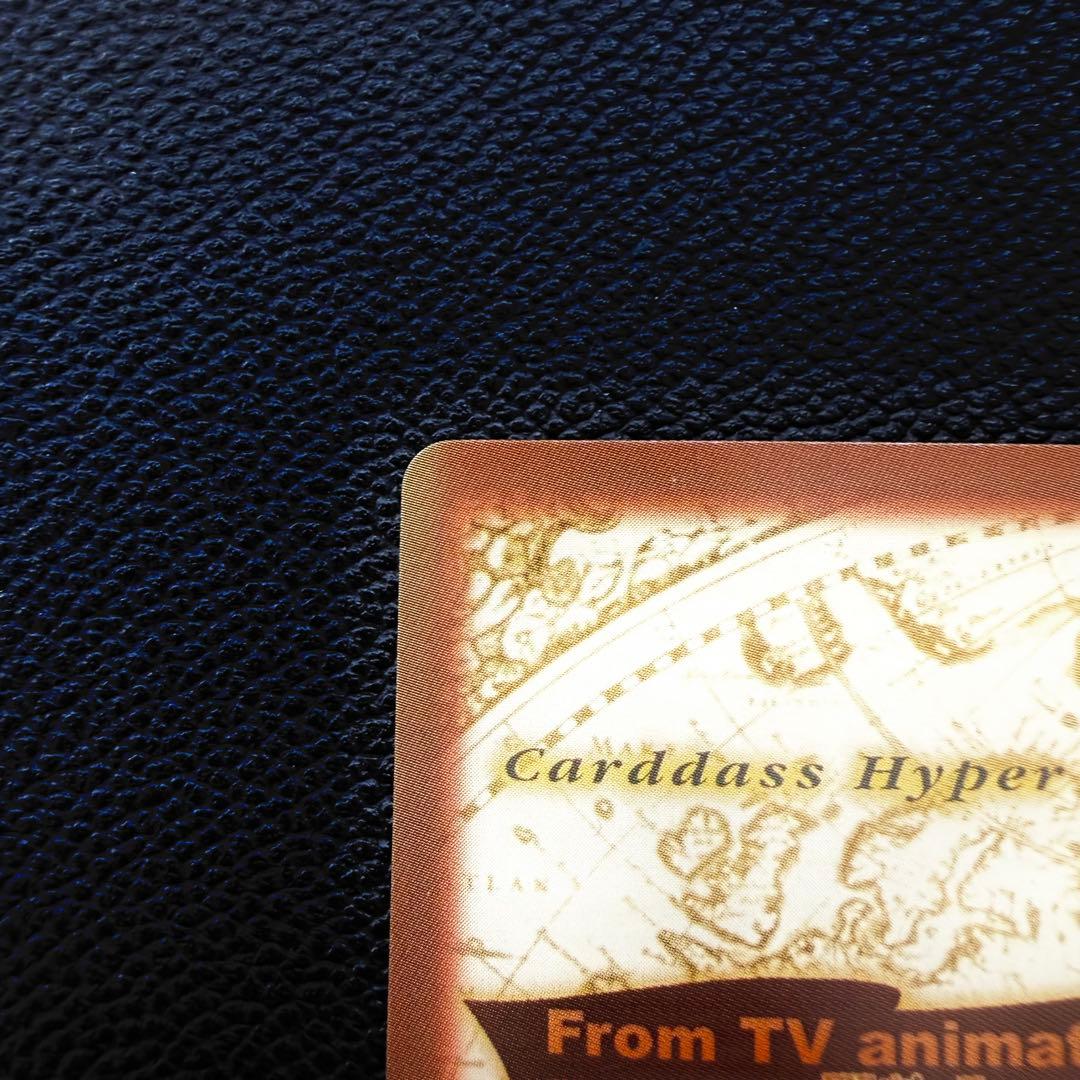 Carddass Hyper
From TV animat